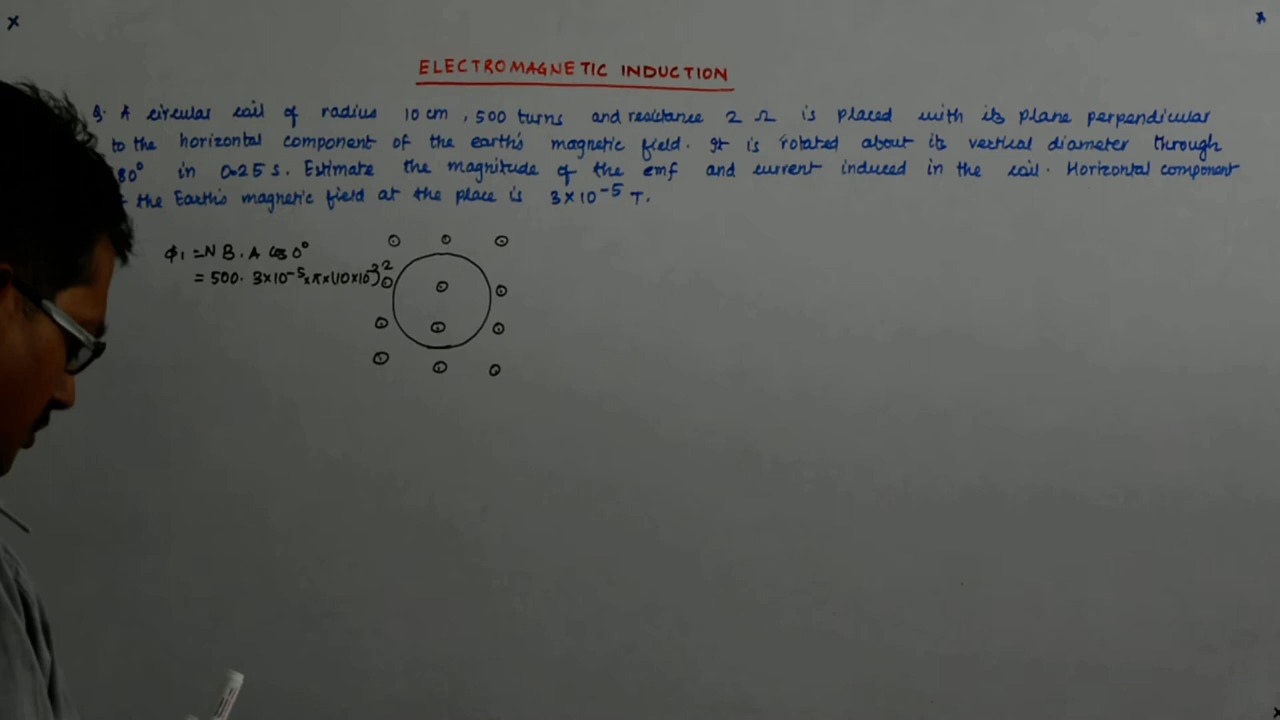 ELECTROMAGNETIC INDUCTION
Q. A circular coil of radius 10 cm, 500 turns and resistance 2 Ω is placed with its plane perpendicular
to the horizontal component of the earth's magnetic field. It is rotated about its vertical diameter through
80° in 0.25 s. Estimate the magnitude of the emf and current induced in the coil. Horizontal component
the Earth's magnetic field at the place is 3×10⁻⁵ T.
ϕ₁ = N B. A cos 0°
= 500. 3×10⁻⁵ × π × (10×10